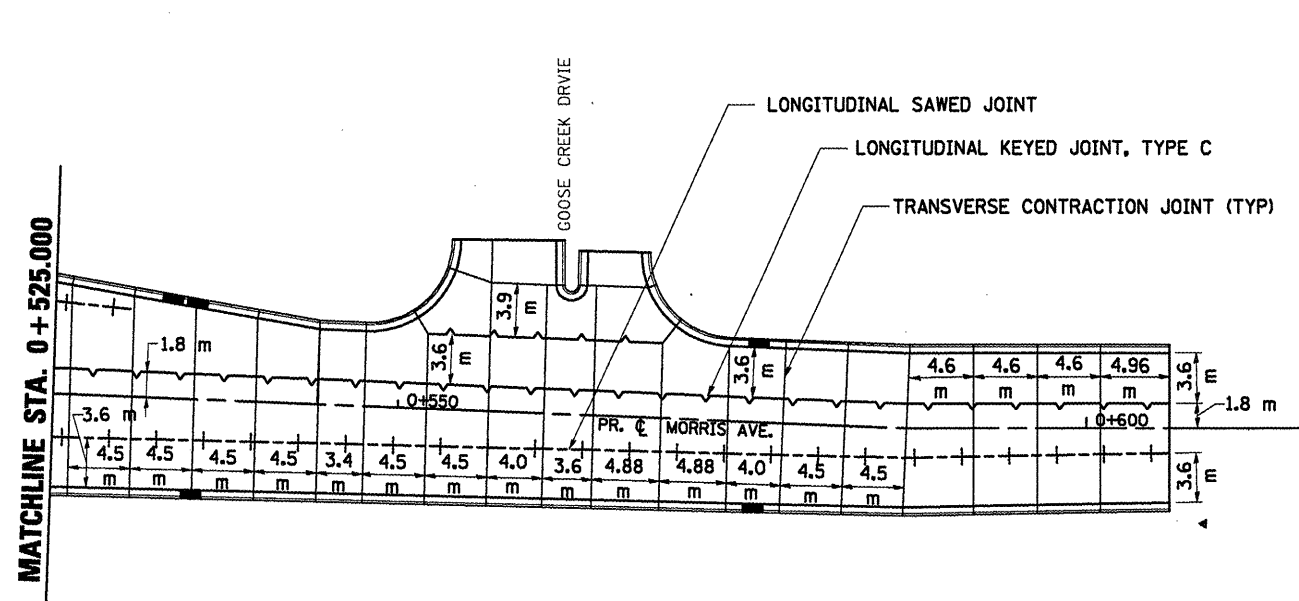 GOOSE CREEK DRVIE
LONGITUDINAL SAWED JOINT
LONGITUDINAL KEYED JOINT, TYPE C
TRANSVERSE CONTRACTION JOINT (TYP)
MATCHLINE STA. 0+525.000
3.9 m
1.8 m
3.6 m
3.6 m
4.6 m
4.6 m
4.6 m
4.96 m
3.6 m
1.8 m
3.6 m
0+550
0+600
PR. ℄ MORRIS AVE.
4.5 m
4.5 m
4.5 m
4.5 m
3.4 m
4.5 m
4.5 m
4.0 m
3.6 m
4.88 m
4.88 m
4.0 m
4.5 m
4.5 m
3.6 m